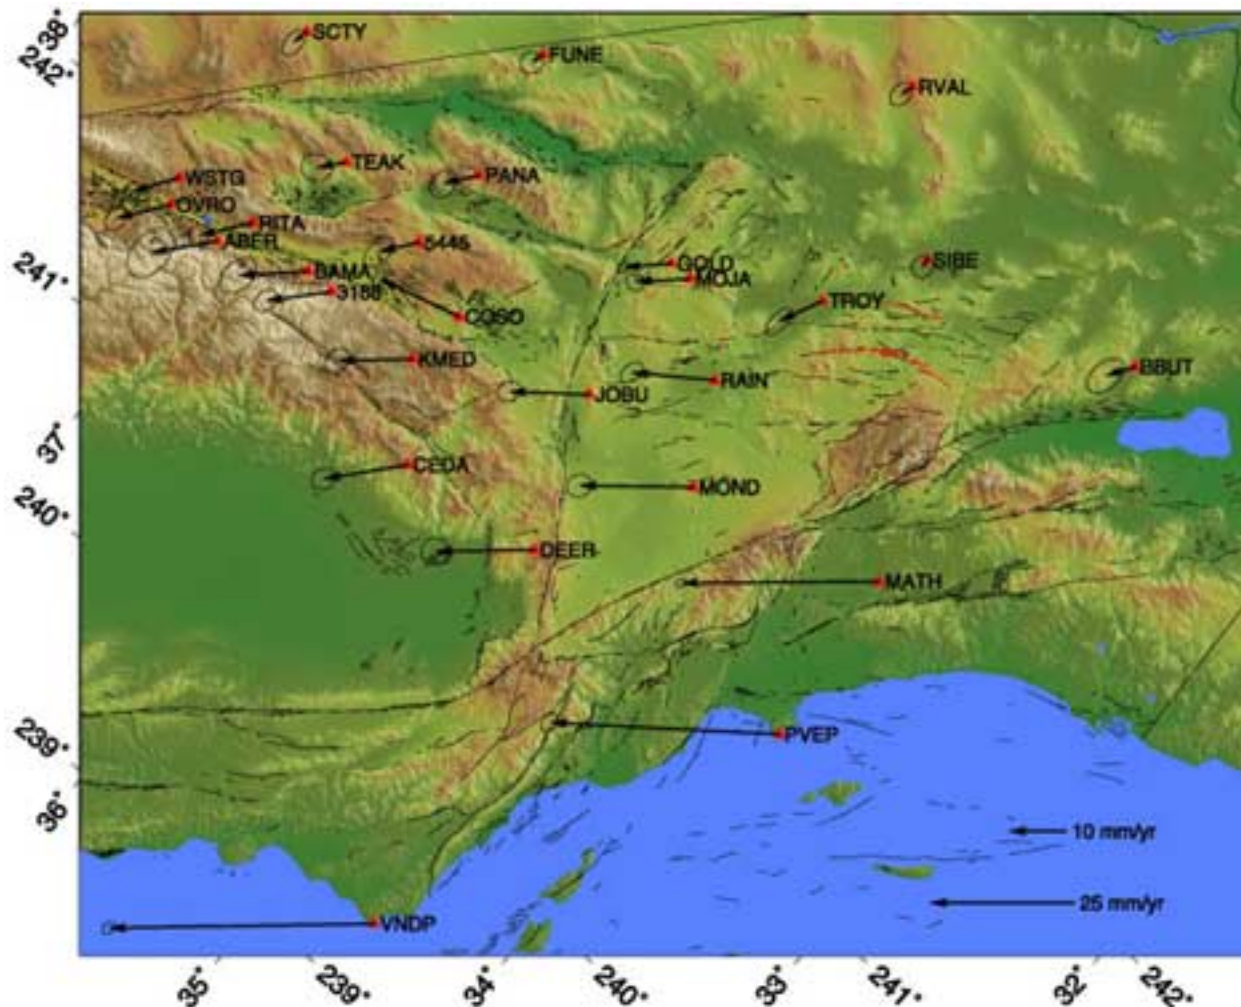 38°
242°
SCTY
FUNE
RVAL
TEAK
PANA
WSTG
OVRO
RITA
ABER
5446
BAMA
3188
GOLD
MOJA
SIBE
241°
COSO
TROY
KMED
RAIN
JOBU
BBUT
37°
CEDA
MOND
240°
DEER
MATH
239°
PVEP
36°
10 mm/yr
25 mm/yr
VNDP
35°
239°
34°
240°
33°
241°
32°
242°